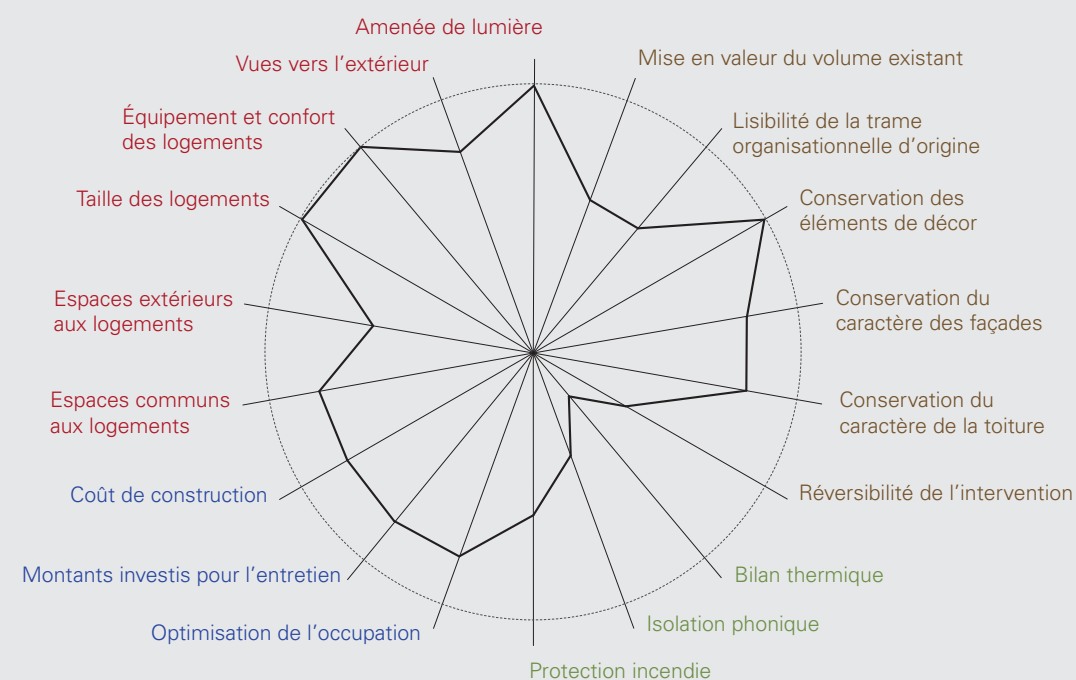 Amenée de lumière
Mise en valeur du volume existant
Lisibilité de la trame
organisationnelle d’origine
Conservation des
éléments de décor
Conservation du
caractère des façades
Conservation du
caractère de la toiture
Réversibilité de l’intervention
Bilan thermique
Isolation phonique
Protection incendie
Optimisation de l’occupation
Montants investis pour l’entretien
Coût de construction
Espaces communs
aux logements
Espaces extérieurs
aux logements
Taille des logements
Équipement et confort
des logements
Vues vers l’extérieur